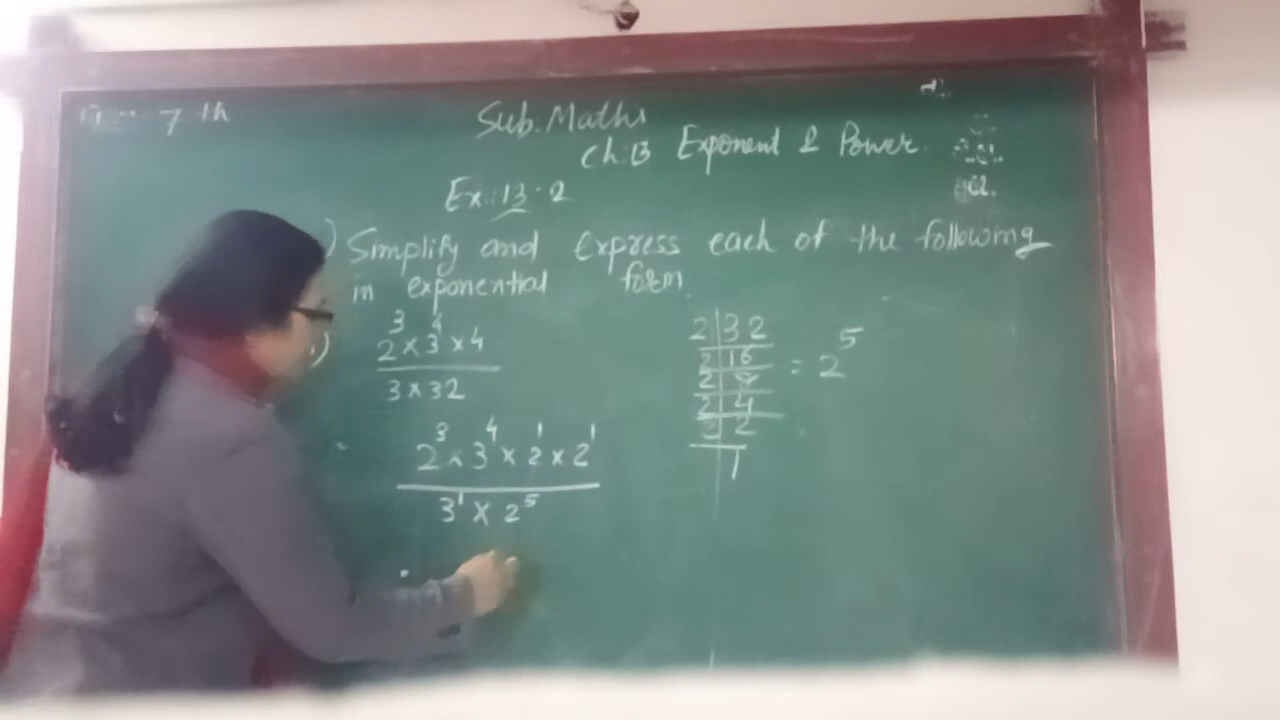 7 th
Sub. Maths
Ch:13 Exponent & Power.
Ex: 13.2
) Simplify and express each of the following
in exponential form.
) 2³ × 3⁴ × 4
3 × 32
= 2³ × 3⁴ × 2¹ × 2¹
3¹ × 2⁵
2 | 32
2 | 16
2 | 8
2 | 4
2 | 2
1
= 2⁵